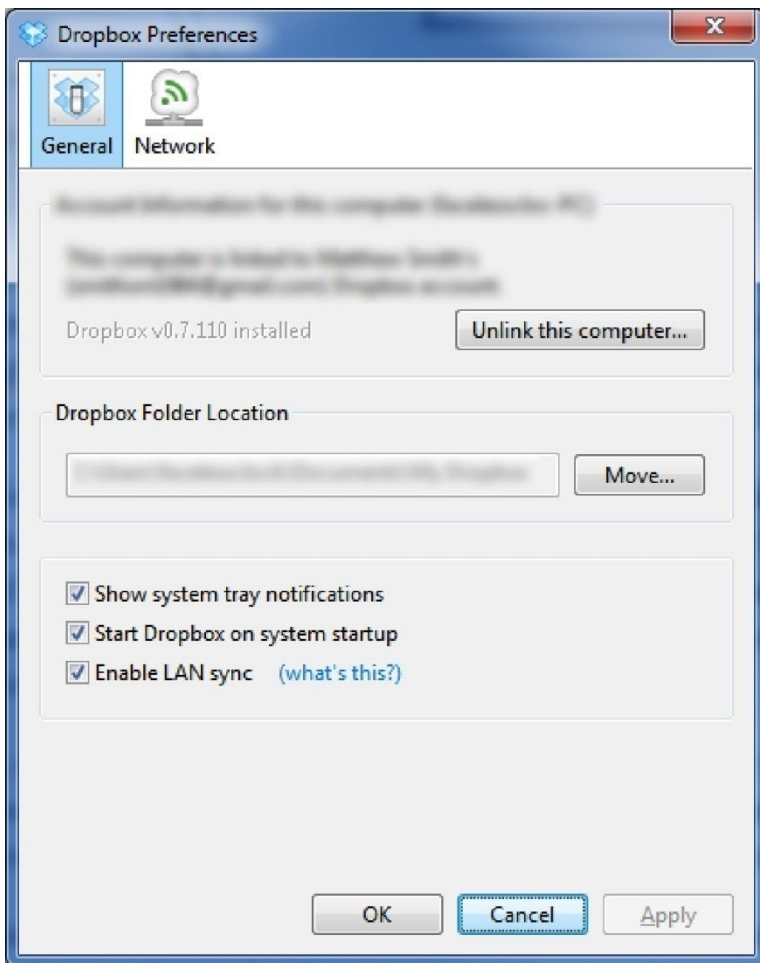 Dropbox Preferences
General Network
Dropbox v0.7.110 installed
Unlink this computer...
Dropbox Folder Location
Move...
Show system tray notifications
Start Dropbox on system startup
Enable LAN sync (what's this?)
OK Cancel Apply